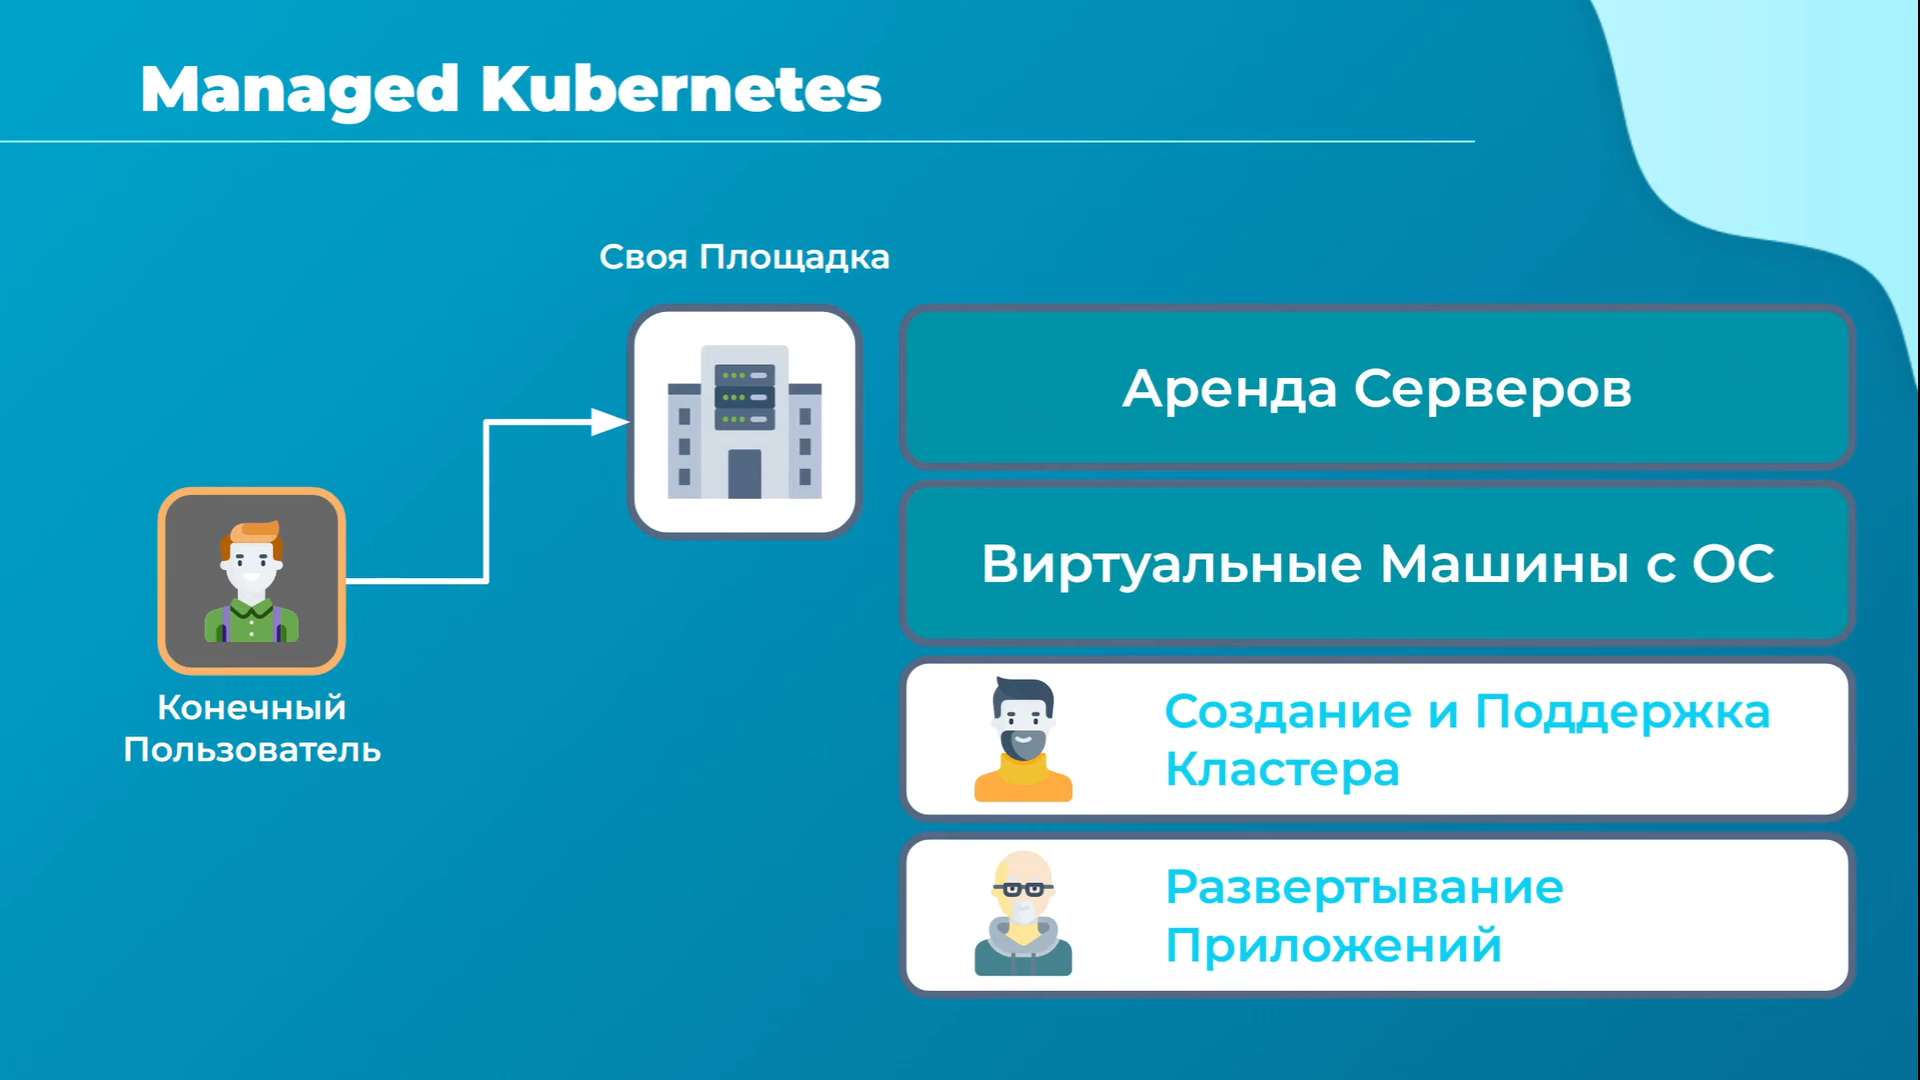 Managed Kubernetes
Своя Площадка
Аренда Серверов
Виртуальные Машины с ОС
Конечный
Пользователь
Создание и Поддержка
Кластера
Развертывание
Приложений